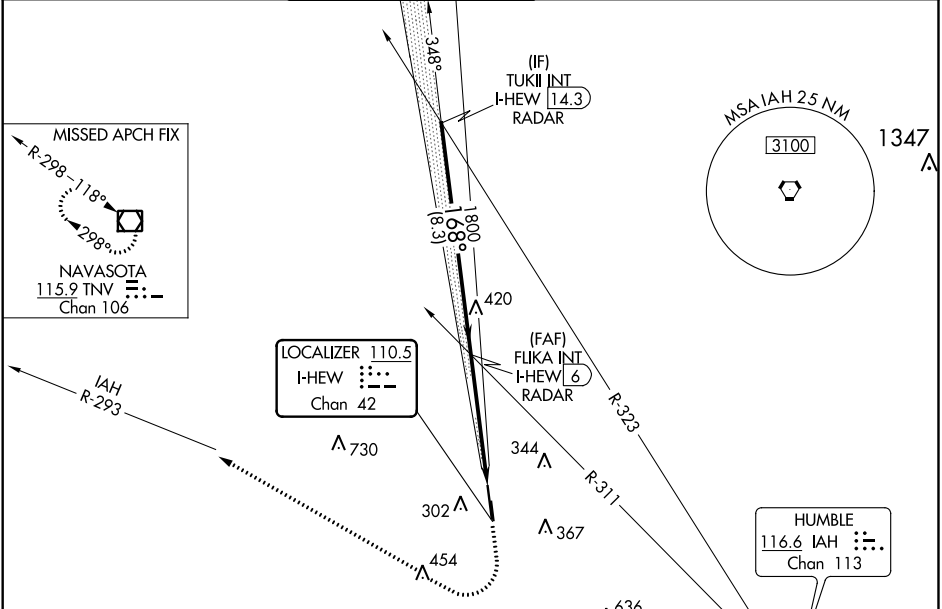 348°
(IF)
TUKII INT
I-HEW 14.3
RADAR
MSA IAH 25 NM
3100
1347
MISSED APCH FIX
R-298
118°
298°
NAVASOTA
115.9 TNV
Chan 106
1800
168°
(8.3)
420
(FAF)
FLIKA INT
I-HEW 6
RADAR
LOCALIZER 110.5
I-HEW
Chan 42
IAH
R-293
R-323
730
344
R-311
302
367
HUMBLE
116.6 IAH
Chan 113
454
636